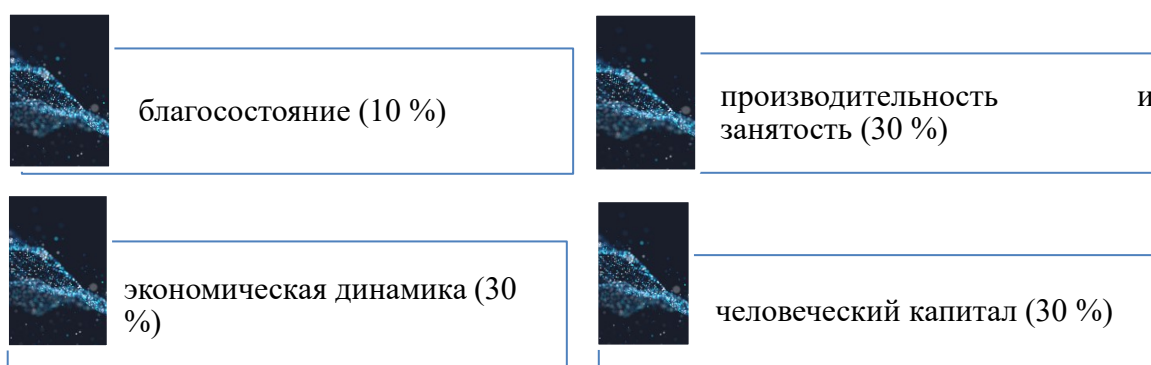 благосостояние (10 %)
производительность и
занятость (30 %)
экономическая динамика (30
%)
человеческий капитал (30 %)